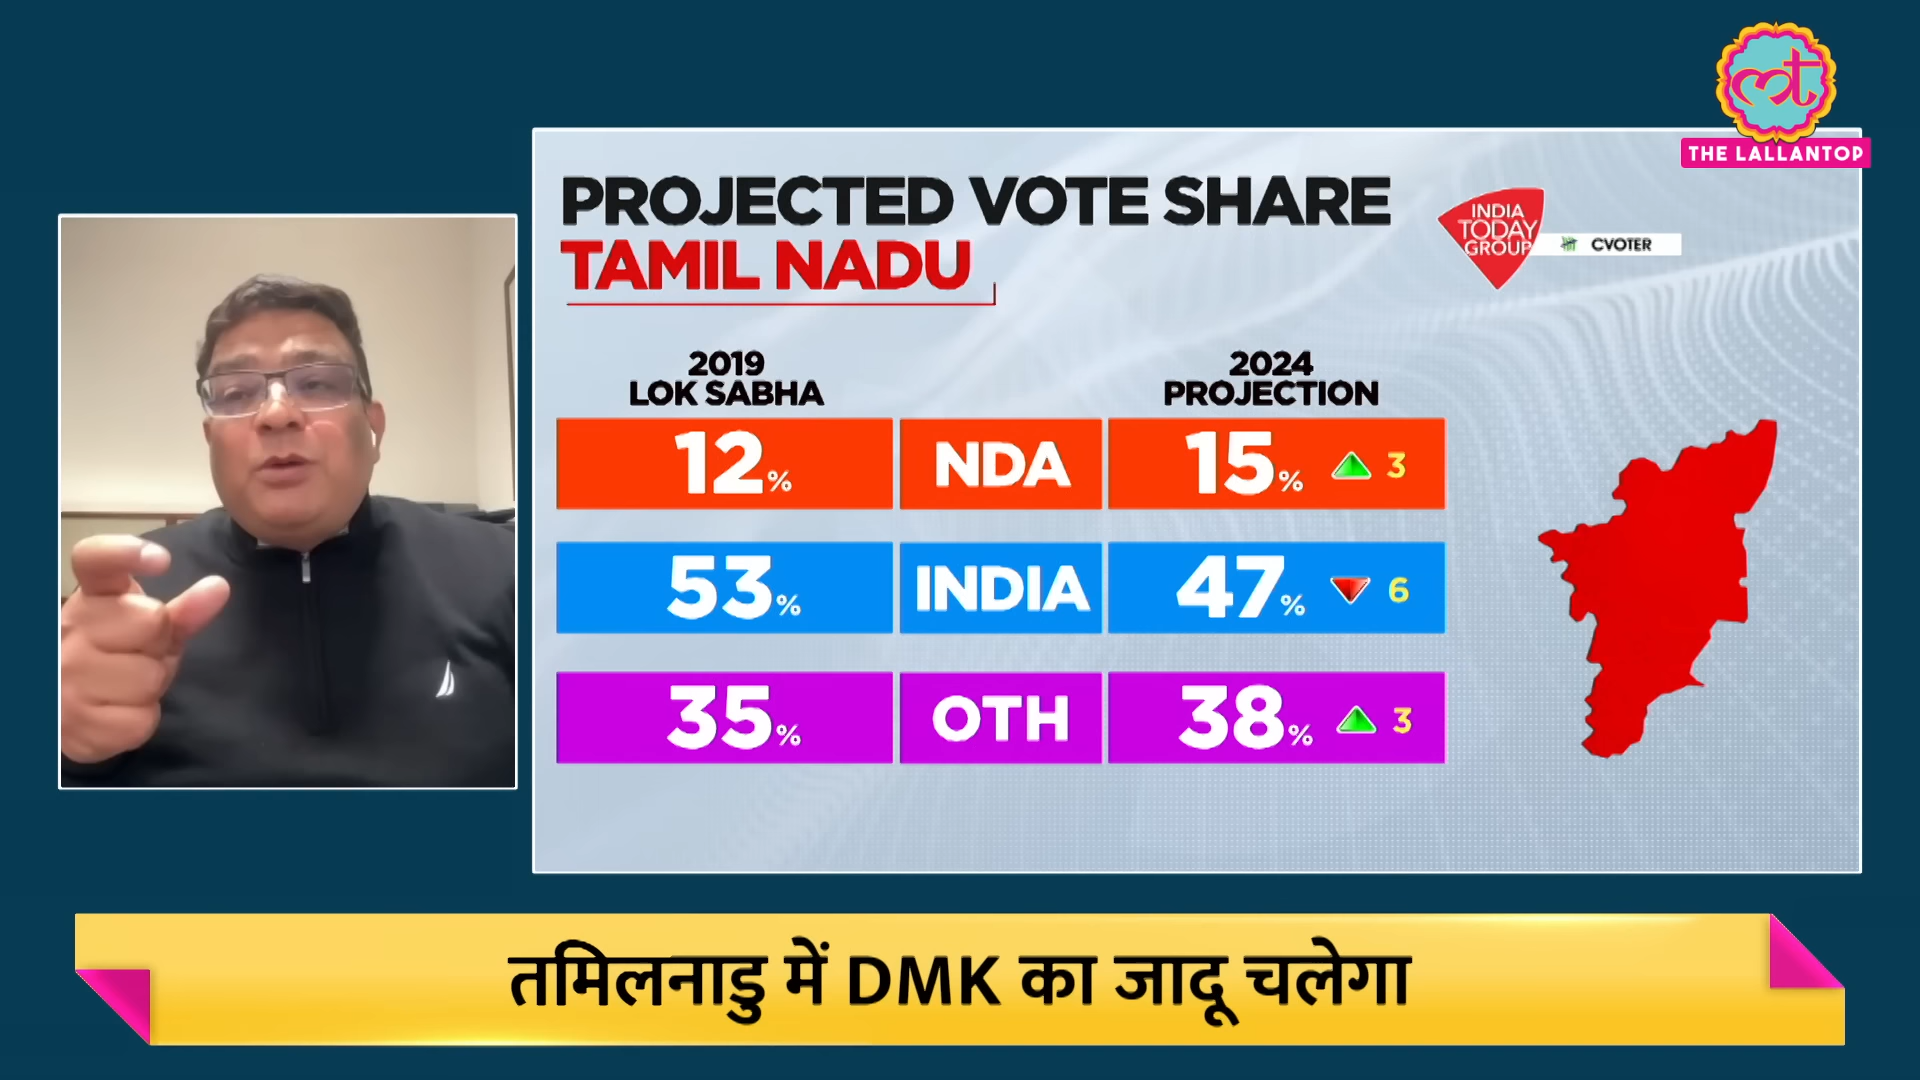 THE LALLANTOP
PROJECTED VOTE SHARE
TAMIL NADU
INDIA
TODAY
GROUP
CVOTER
2019
LOK SABHA
2024
PROJECTION
12% NDA 15% 3
53% INDIA 47% 6
35% OTH 38% 3
तमिलनाडु में DMK का जादू चलेगा